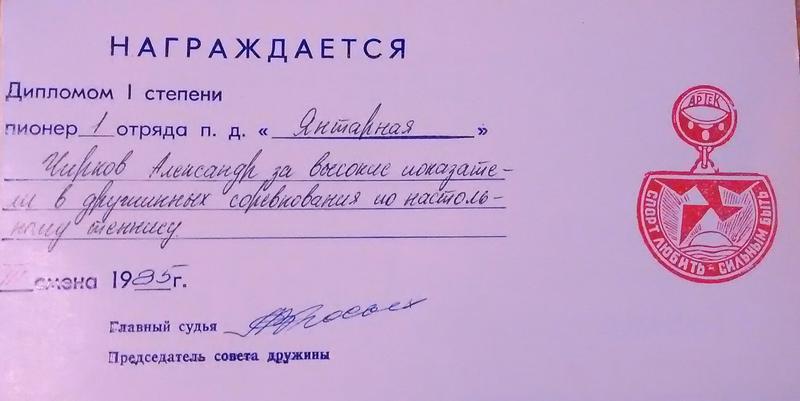 НАГРАЖДАЕТСЯ
Дипломом I степени
пионер 1 отряда п. д. « Янтарная »
Чирков Александр за высокие показате-
ли в дружинных соревнования по настоль-
ному теннису.
смена 1985 г.
Главный судья
Председатель совета дружины
АРТЕК
СПОРТ ЛЮБИТЬ - СИЛЬНЫМ БЫТЬ